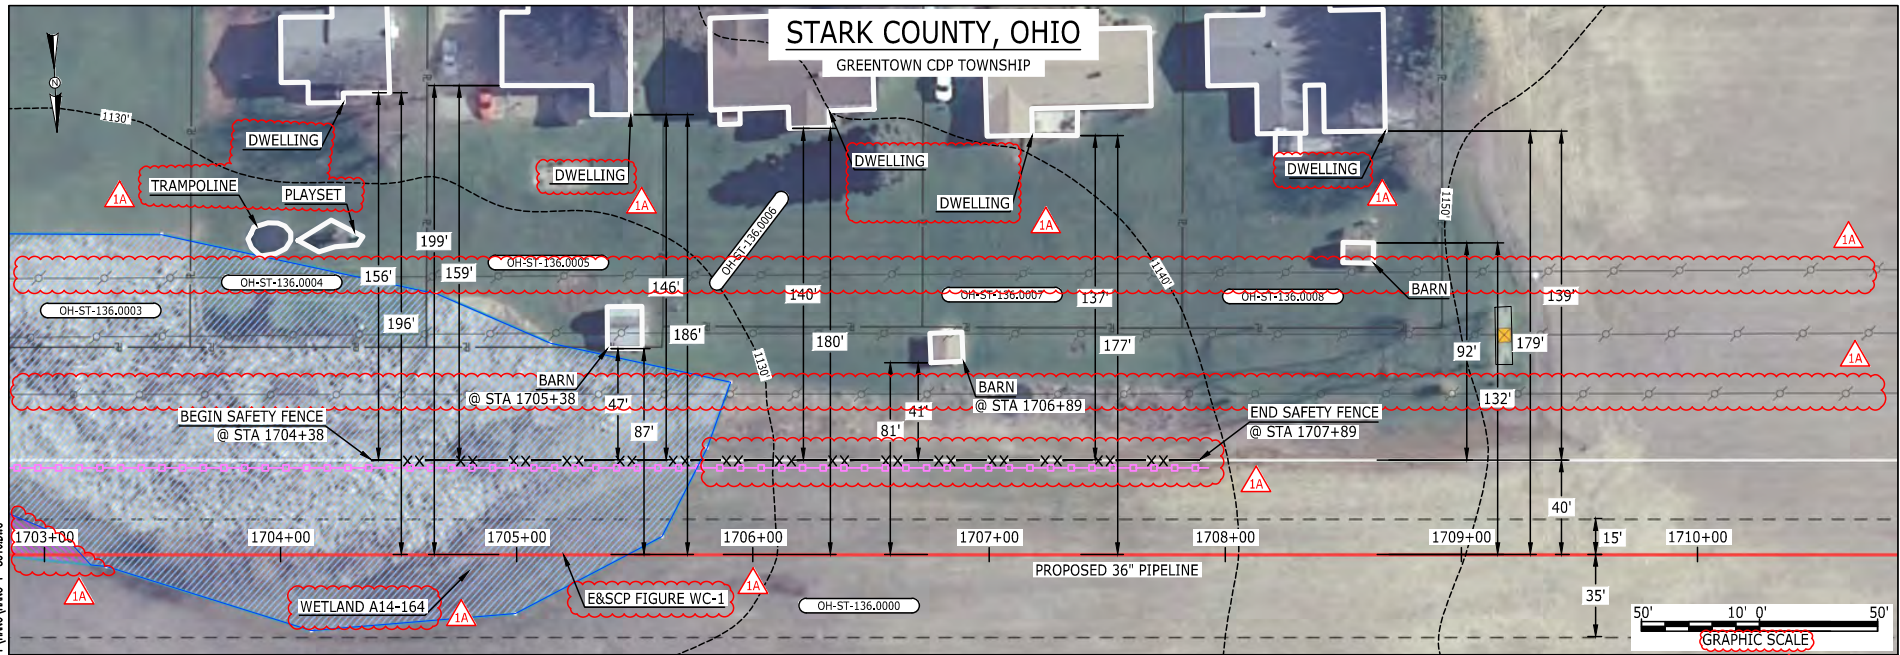 STARK COUNTY, OHIO
GREENTOWN CDP TOWNSHIP
1130'
DWELLING
TRAMPOLINE
PLAYSET
1A
DWELLING
1A
DWELLING
DWELLING
1A
DWELLING
1A
1150'
1A
199'
156'
159'
196'
OH-ST-136.0003
OH-ST-136.0004
OH-ST-136.0005
OH-ST-136.0006
146'
186'
140'
180'
OH-ST-136.0007
137'
177'
1140'
OH-ST-136.0008
BARN
139'
179'
92'
132'
1A
BARN
@ STA 1705+38
47'
87'
1130'
BARN
@ STA 1706+89
41'
81'
BEGIN SAFETY FENCE
@ STA 1704+38
END SAFETY FENCE
@ STA 1707+89
1A
40'
15'
35'
1703+00
1704+00
1705+00
1706+00
1707+00
1708+00
1709+00
1710+00
PROPOSED 36" PIPELINE
1A
WETLAND A14-164
1A
E&SCP FIGURE WC-1
1A
OH-ST-136.0000
50'
10'
0'
50'
GRAPHIC SCALE